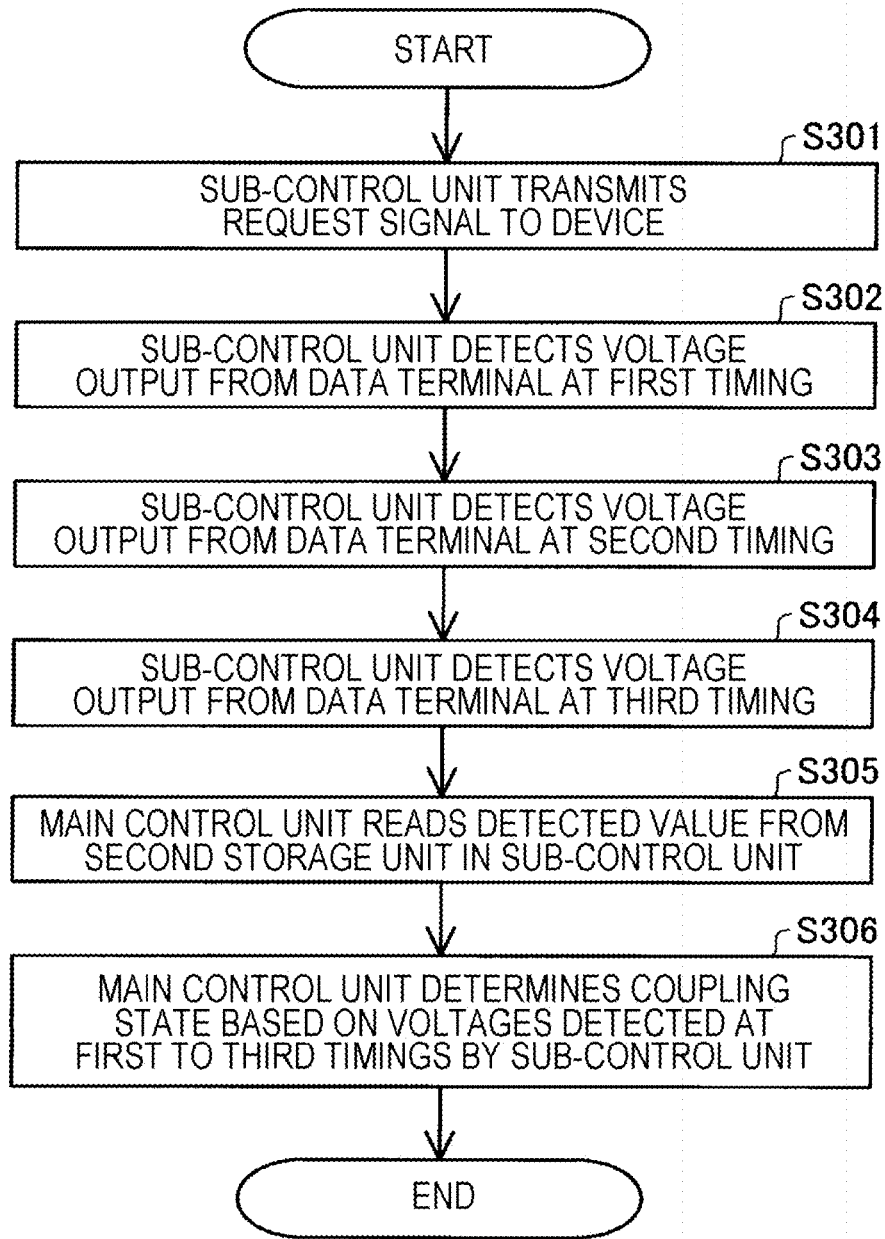 START
S301
SUB-CONTROL UNIT TRANSMITS
REQUEST SIGNAL TO DEVICE
S302
SUB-CONTROL UNIT DETECTS VOLTAGE
OUTPUT FROM DATA TERMINAL AT FIRST TIMING
S303
SUB-CONTROL UNIT DETECTS VOLTAGE
OUTPUT FROM DATA TERMINAL AT SECOND TIMING
S304
SUB-CONTROL UNIT DETECTS VOLTAGE
OUTPUT FROM DATA TERMINAL AT THIRD TIMING
S305
MAIN CONTROL UNIT READS DETECTED VALUE FROM
SECOND STORAGE UNIT IN SUB-CONTROL UNIT
S306
MAIN CONTROL UNIT DETERMINES COUPLING
STATE BASED ON VOLTAGES DETECTED AT
FIRST TO THIRD TIMINGS BY SUB-CONTROL UNIT
END